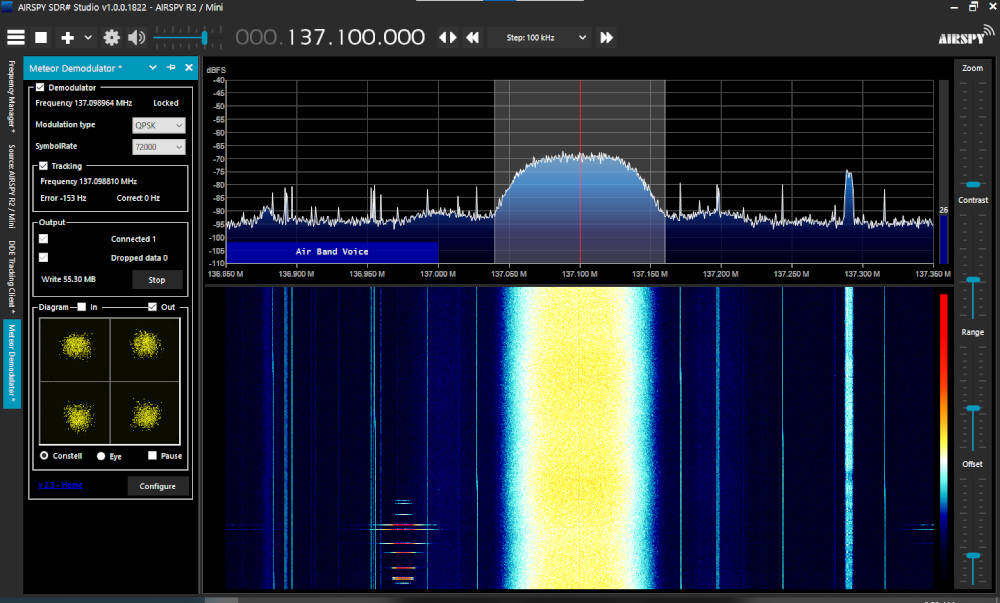 AIRSPY SDR# Studio v1.0.0.1822 - AIRSPY R2 / Mini
000.137.100.000
Step: 100 kHz
AIRSPY
Frequency Manager *
Source: AIRSPY R2 / Mini
DDE Tracking Client *
Meteor Demodulator *
Meteor Demodulator *
Demodulator
Frequency 137.098964 MHz Locked
Modulation type QPSK
SymbolRate 72000
Tracking
Frequency 137.098810 MHz
Error -153 Hz Correct 0 Hz
Output
Connected 1
Dropped data 0
Write 55.30 MB Stop
Diagram In Out
Constell Eye Pause
v.2.3 - Home Configure
dBFS
-40
-45
-50
-55
-60
-65
-70
-75
-80
-85
-90
-95
-100
-105
-110
26
Air Band Voice
136.850 M 136.900 M 136.950 M 137.000 M 137.050 M 137.100 M 137.150 M 137.200 M 137.250 M 137.300 M 137.350 M
Zoom
Contrast
Range
Offset